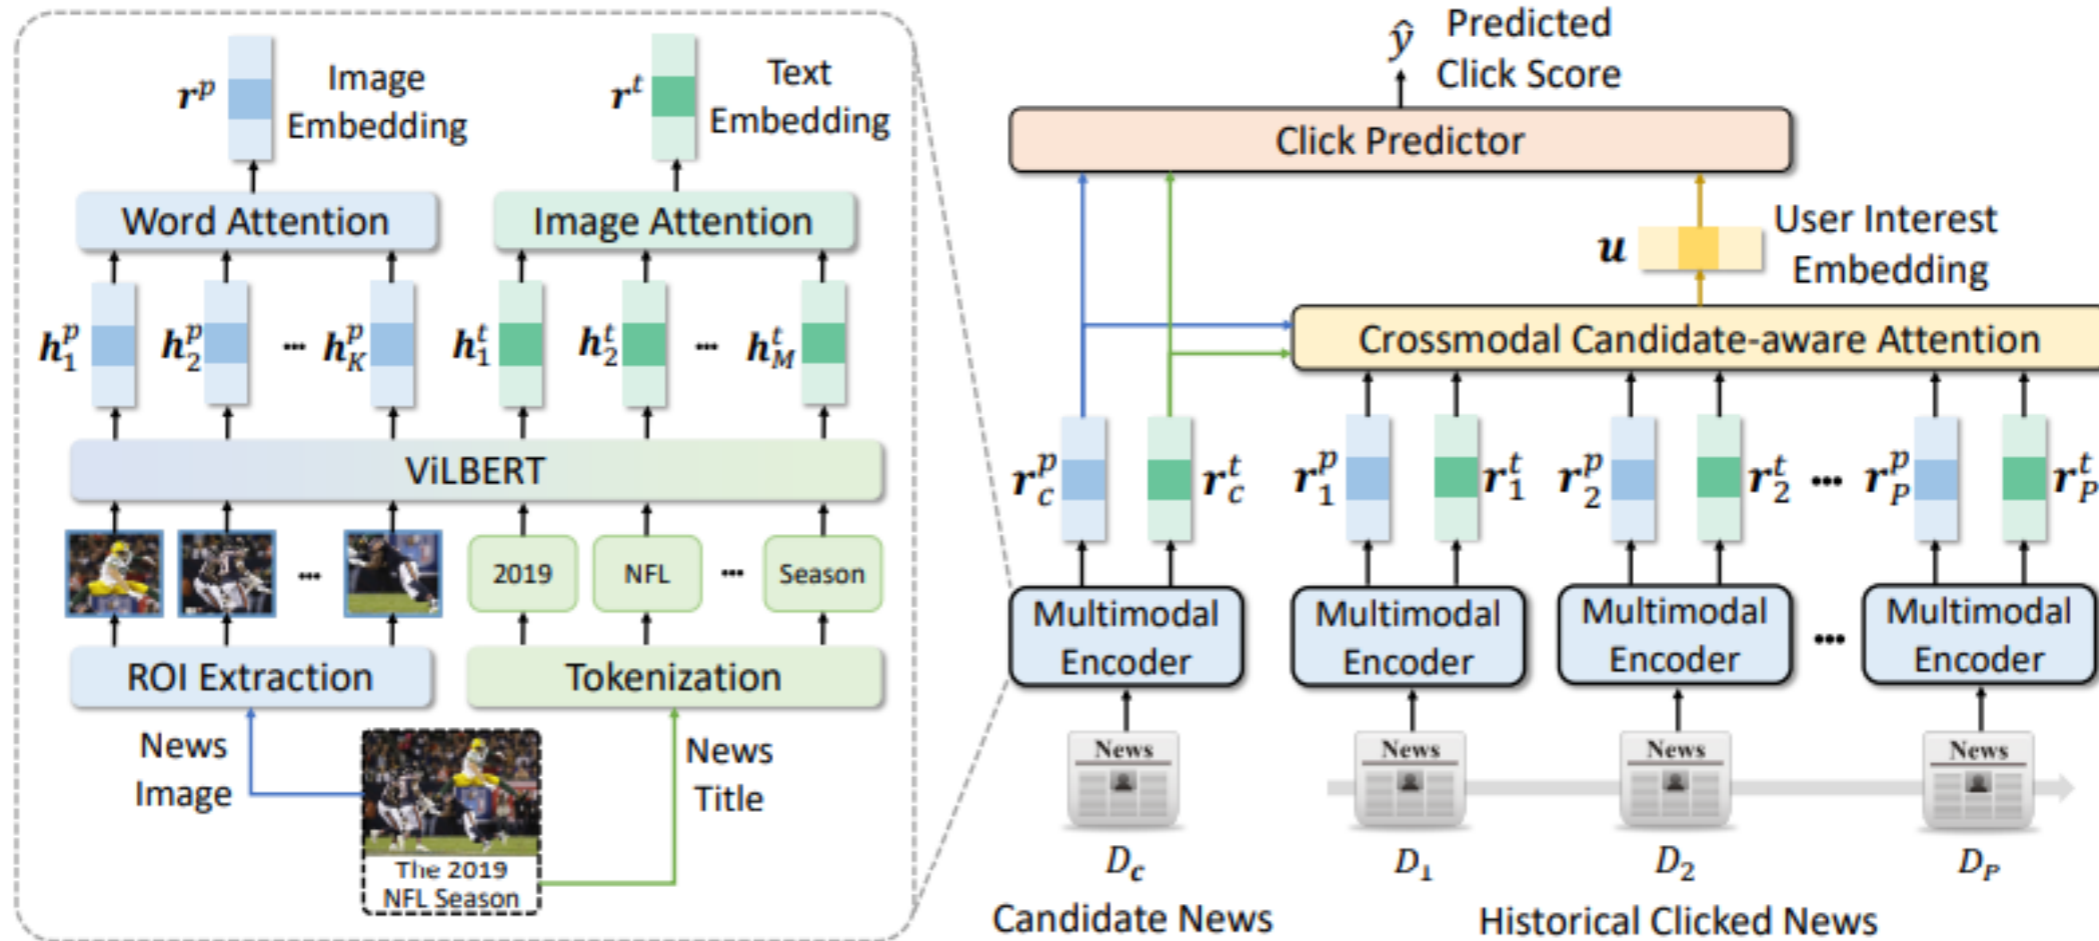 r^p
Image
Embedding
r^t
Text
Embedding
Word Attention
Image Attention
h_1^p
h_2^p
...
h_K^p
h_1^t
h_2^t
...
h_M^t
ViLBERT
...
2019
NFL
...
Season
ROI Extraction
Tokenization
News
Image
News
Title
The 2019
NFL Season
ŷ
Predicted
Click Score
Click Predictor
u
User Interest
Embedding
Crossmodal Candidate-aware Attention
r_c^p
r_c^t
r_1^p
r_1^t
r_2^p
r_2^t
...
r_P^p
r_P^t
Multimodal
Encoder
Multimodal
Encoder
Multimodal
Encoder
...
Multimodal
Encoder
News
News
News
News
D_c
D_1
D_2
D_P
Candidate News
Historical Clicked News